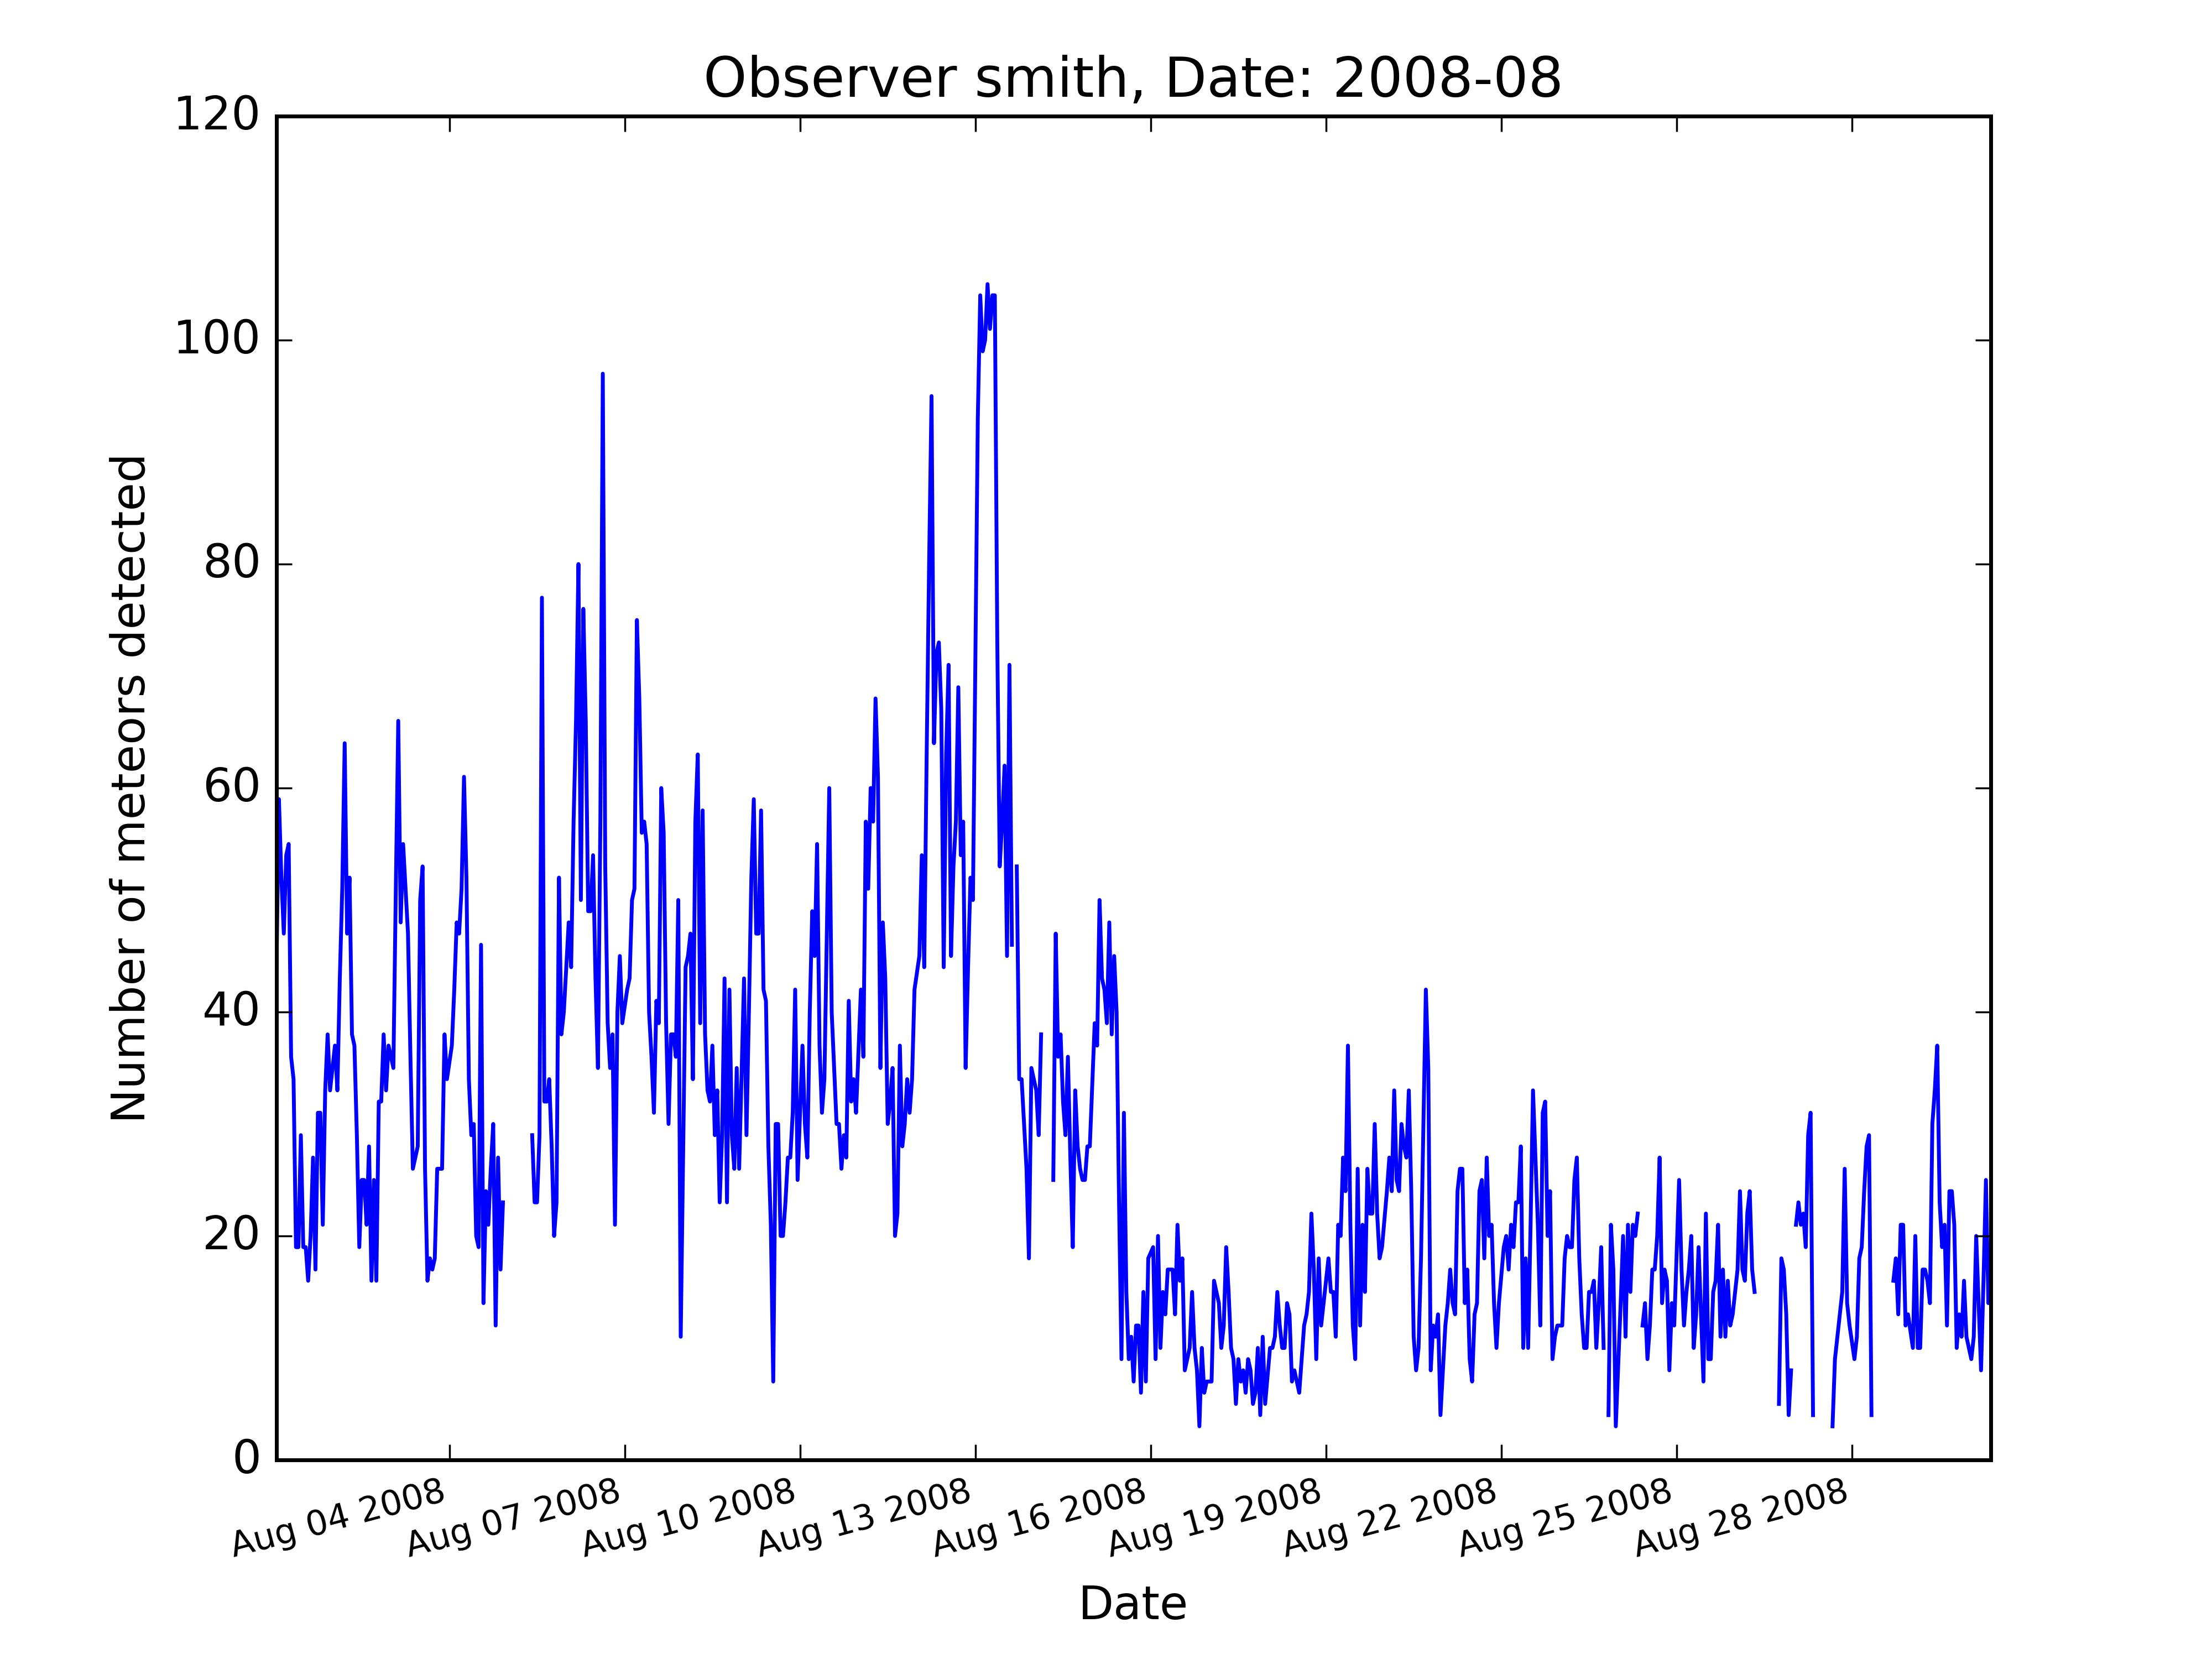 Observer smith, Date: 2008-08
120
100
80
60
40
20
0
Number of meteors detected
Aug 04 2008
Aug 07 2008
Aug 10 2008
Aug 13 2008
Aug 16 2008
Aug 19 2008
Aug 22 2008
Aug 25 2008
Aug 28 2008
Date